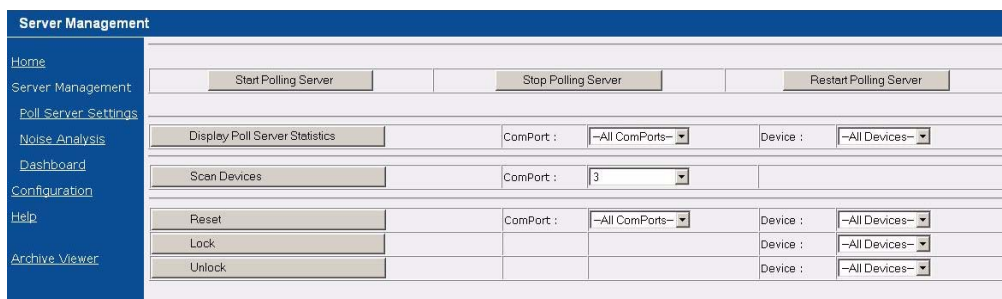 Server Management
Home
Server Management
Poll Server Settings
Noise Analysis
Dashboard
Configuration
Help
Archive Viewer
Start Polling Server Stop Polling Server Restart Polling Server
Display Poll Server Statistics ComPort : --All ComPorts-- Device : --All Devices--
Scan Devices ComPort : 3
Reset ComPort : --All ComPorts-- Device : --All Devices--
Lock Device : --All Devices--
Unlock Device : --All Devices--